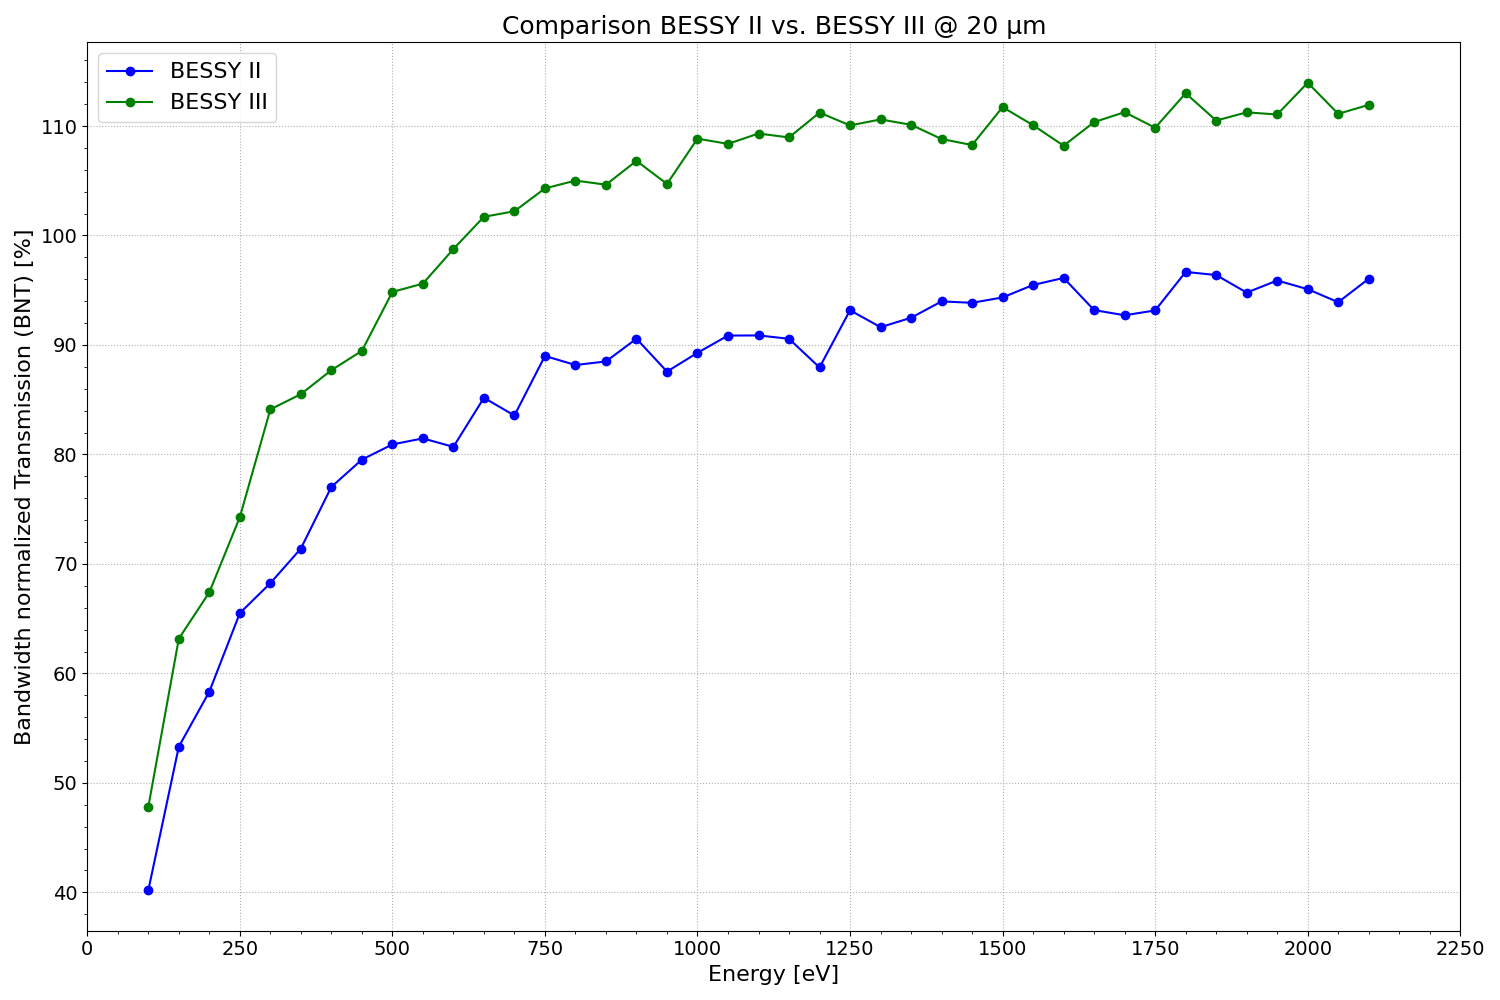 Comparison BESSY II vs. BESSY III @ 20 µm
BESSY II
BESSY III
Bandwidth normalized Transmission (BNT) [%]
110
100
90
80
70
60
50
40
0 250 500 750 1000 1250 1500 1750 2000 2250
Energy [eV]